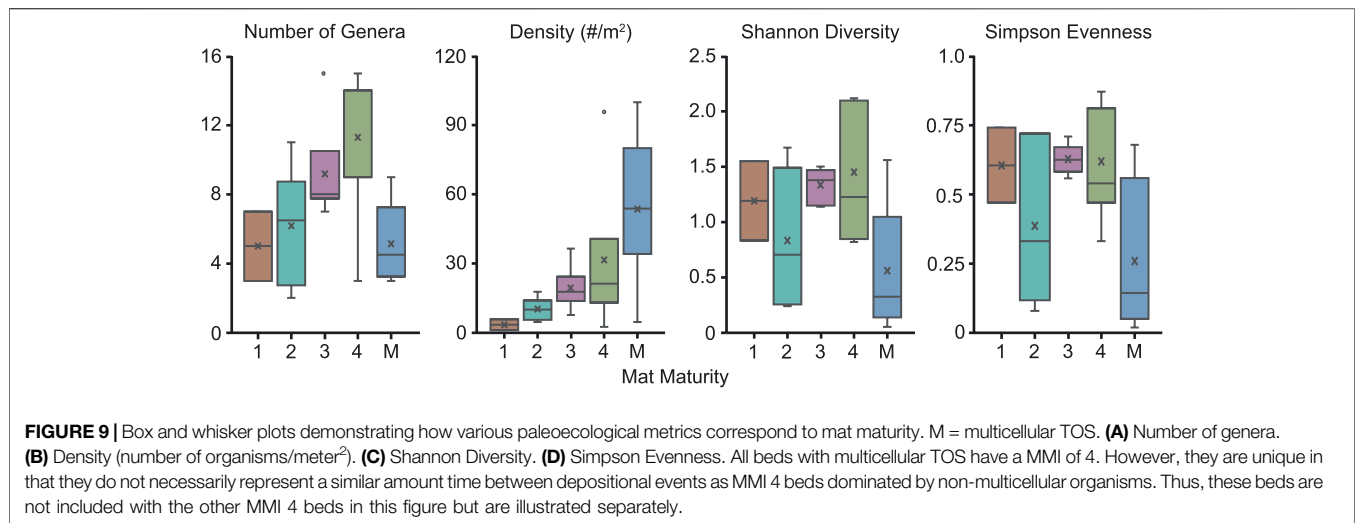 Number of Genera
Density (#/m²)
Shannon Diversity
Simpson Evenness
16
12
8
4
0
1 2 3 4 M
120
90
60
30
0
1 2 3 4 M
2.5
2.0
1.5
1.0
0.5
0
1 2 3 4 M
1.0
0.75
0.5
0.25
0
1 2 3 4 M
Mat Maturity
FIGURE 9 | Box and whisker plots demonstrating how various paleoecological metrics correspond to mat maturity. M = multicellular TOS. (A) Number of genera.
(B) Density (number of organisms/meter²). (C) Shannon Diversity. (D) Simpson Evenness. All beds with multicellular TOS have a MMI of 4. However, they are unique in
that they do not necessarily represent a similar amount time between depositional events as MMI 4 beds dominated by non-multicellular organisms. Thus, these beds are
not included with the other MMI 4 beds in this figure but are illustrated separately.